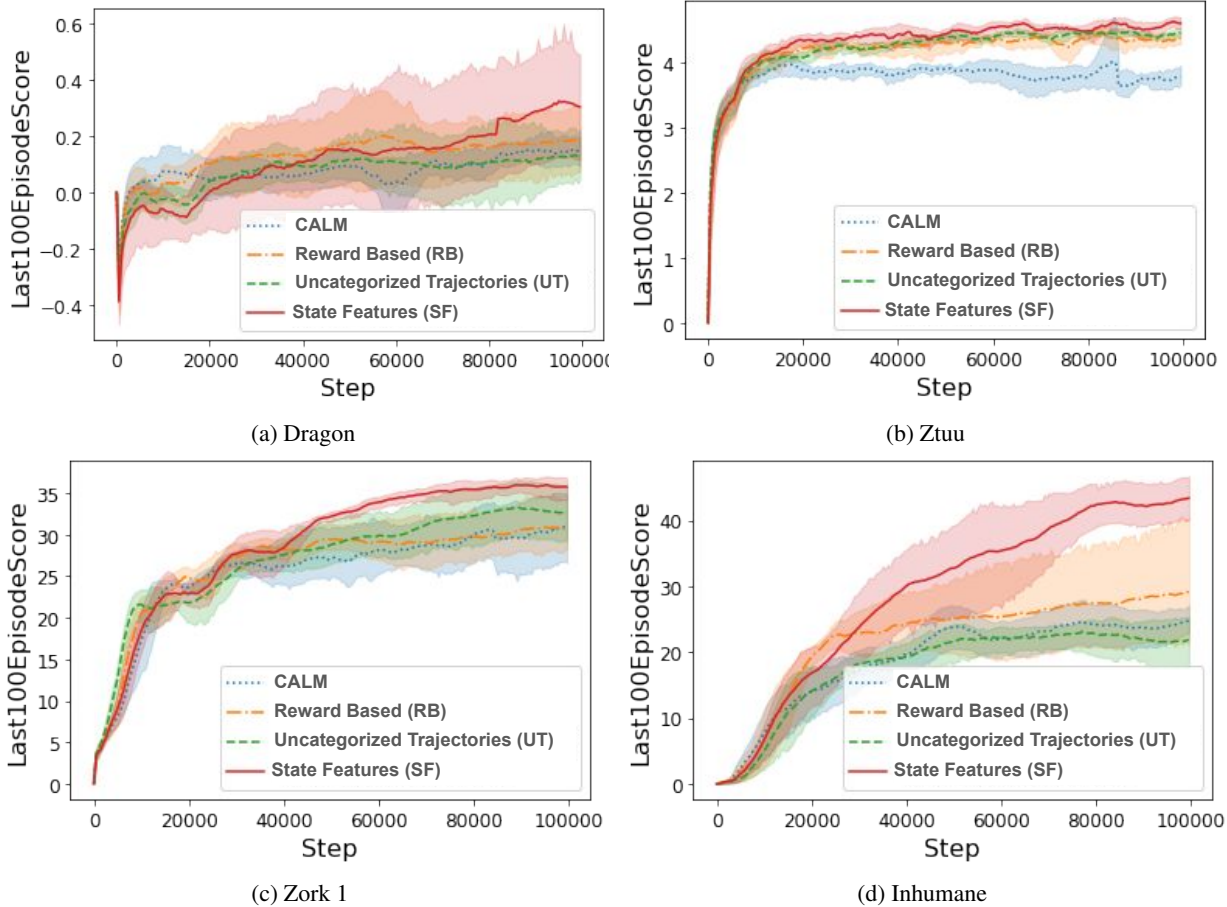 Last100EpisodeScore
0.6
0.4
0.2
0.0
−0.2
−0.4
CALM
Reward Based (RB)
Uncategorized Trajectories (UT)
State Features (SF)
0 20000 40000 60000 80000 100000
Step
(a) Dragon
Last100EpisodeScore
4
3
2
1
0
CALM
Reward Based (RB)
Uncategorized Trajectories (UT)
State Features (SF)
0 20000 40000 60000 80000 100000
Step
(b) Ztuu
Last100EpisodeScore
35
30
25
20
15
10
5
0
CALM
Reward Based (RB)
Uncategorized Trajectories (UT)
State Features (SF)
0 20000 40000 60000 80000 100000
Step
(c) Zork 1
Last100EpisodeScore
40
30
20
10
0
CALM
Reward Based (RB)
Uncategorized Trajectories (UT)
State Features (SF)
0 20000 40000 60000 80000 100000
Step
(d) Inhumane